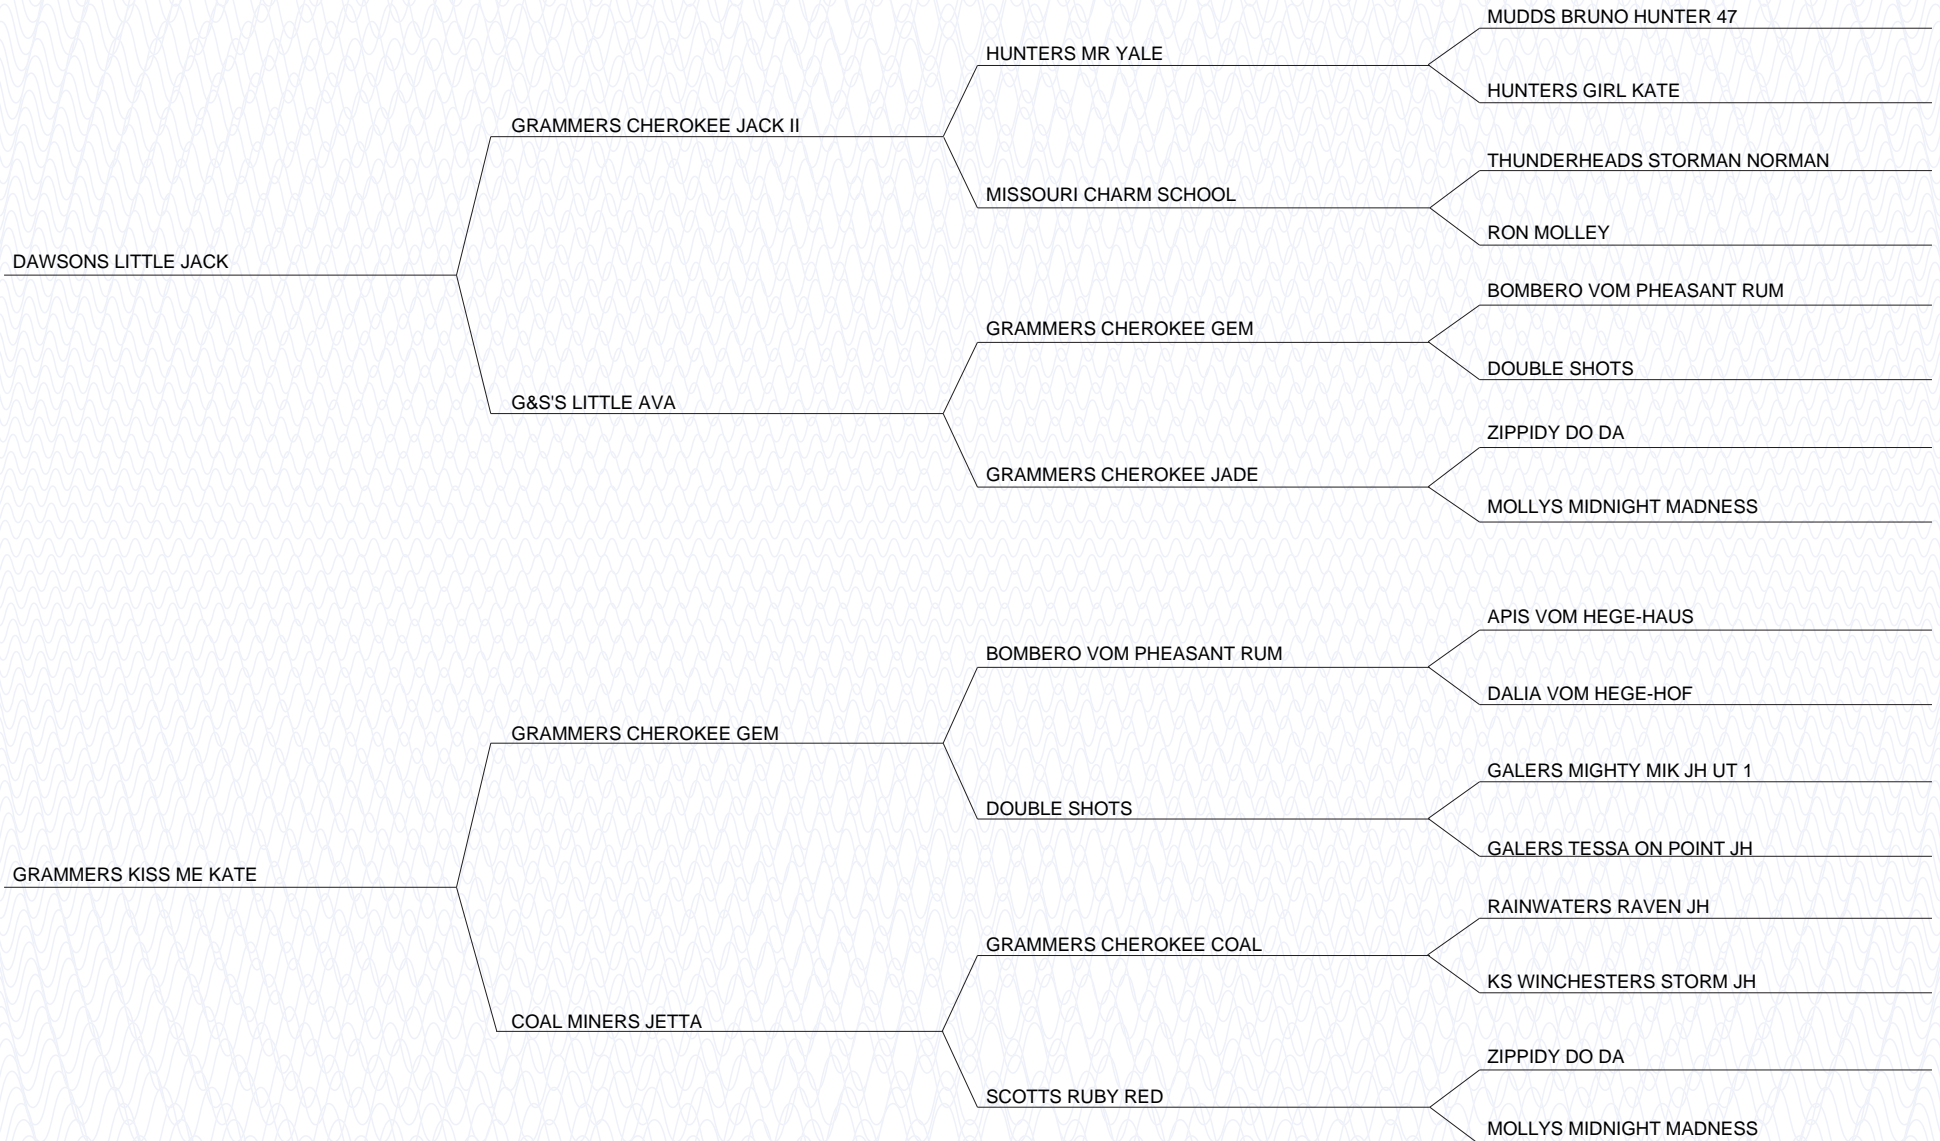 MUDDS BRUNO HUNTER 47
HUNTERS MR YALE
HUNTERS GIRL KATE
GRAMMERS CHEROKEE JACK II
THUNDERHEADS STORMAN NORMAN
MISSOURI CHARM SCHOOL
RON MOLLEY
DAWSONS LITTLE JACK
BOMBERO VOM PHEASANT RUM
GRAMMERS CHEROKEE GEM
DOUBLE SHOTS
G&S'S LITTLE AVA
ZIPPIDY DO DA
GRAMMERS CHEROKEE JADE
MOLLYS MIDNIGHT MADNESS
APIS VOM HEGE-HAUS
BOMBERO VOM PHEASANT RUM
DALIA VOM HEGE-HOF
GRAMMERS CHEROKEE GEM
GALERS MIGHTY MIK JH UT 1
DOUBLE SHOTS
GALERS TESSA ON POINT JH
GRAMMERS KISS ME KATE
RAINWATERS RAVEN JH
GRAMMERS CHEROKEE COAL
KS WINCHESTERS STORM JH
COAL MINERS JETTA
ZIPPIDY DO DA
SCOTTS RUBY RED
MOLLYS MIDNIGHT MADNESS